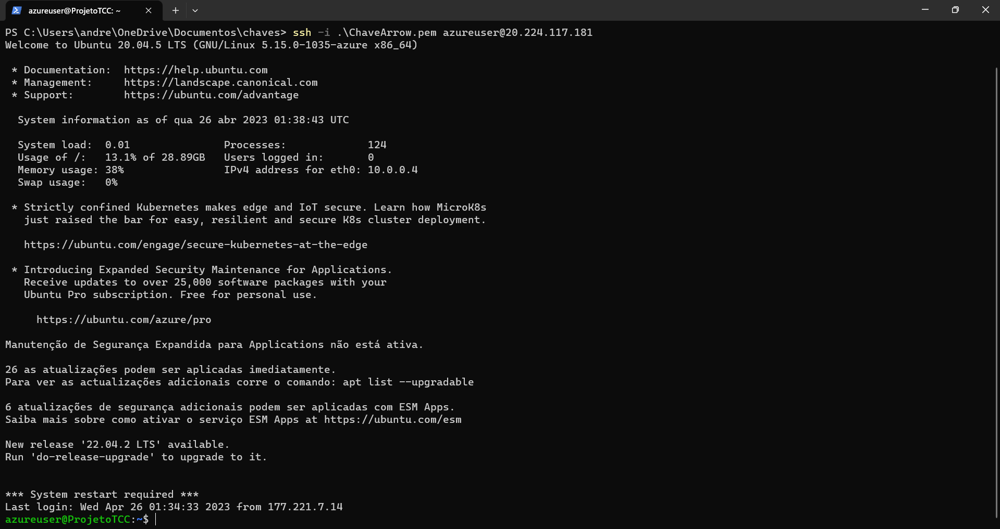 azureuser@ProjetoTCC: ~
PS C:\Users\andre\OneDrive\Documentos\chaves> ssh -i .\ChaveArrow.pem azureuser@20.224.117.181
Welcome to Ubuntu 20.04.5 LTS (GNU/Linux 5.15.0-1035-azure x86_64)

 * Documentation:  https://help.ubuntu.com
 * Management:     https://landscape.canonical.com
 * Support:        https://ubuntu.com/advantage

  System information as of qua 26 abr 2023 01:38:43 UTC

  System load:  0.01               Processes:             124
  Usage of /:   13.1% of 28.89GB   Users logged in:       0
  Memory usage: 38%                IPv4 address for eth0: 10.0.0.4
  Swap usage:   0%

 * Strictly confined Kubernetes makes edge and IoT secure. Learn how MicroK8s
   just raised the bar for easy, resilient and secure K8s cluster deployment.

   https://ubuntu.com/engage/secure-kubernetes-at-the-edge

 * Introducing Expanded Security Maintenance for Applications.
   Receive updates to over 25,000 software packages with your
   Ubuntu Pro subscription. Free for personal use.

     https://ubuntu.com/azure/pro

Manutenção de Segurança Expandida para Applications não está ativa.

26 as atualizações podem ser aplicadas imediatamente.
Para ver as actualizações adicionais corre o comando: apt list --upgradable

6 atualizações de segurança adicionais podem ser aplicadas com ESM Apps.
Saiba mais sobre como ativar o serviço ESM Apps at https://ubuntu.com/esm

New release '22.04.2 LTS' available.
Run 'do-release-upgrade' to upgrade to it.

*** System restart required ***
Last login: Wed Apr 26 01:34:33 2023 from 177.221.7.14
azureuser@ProjetoTCC:~$